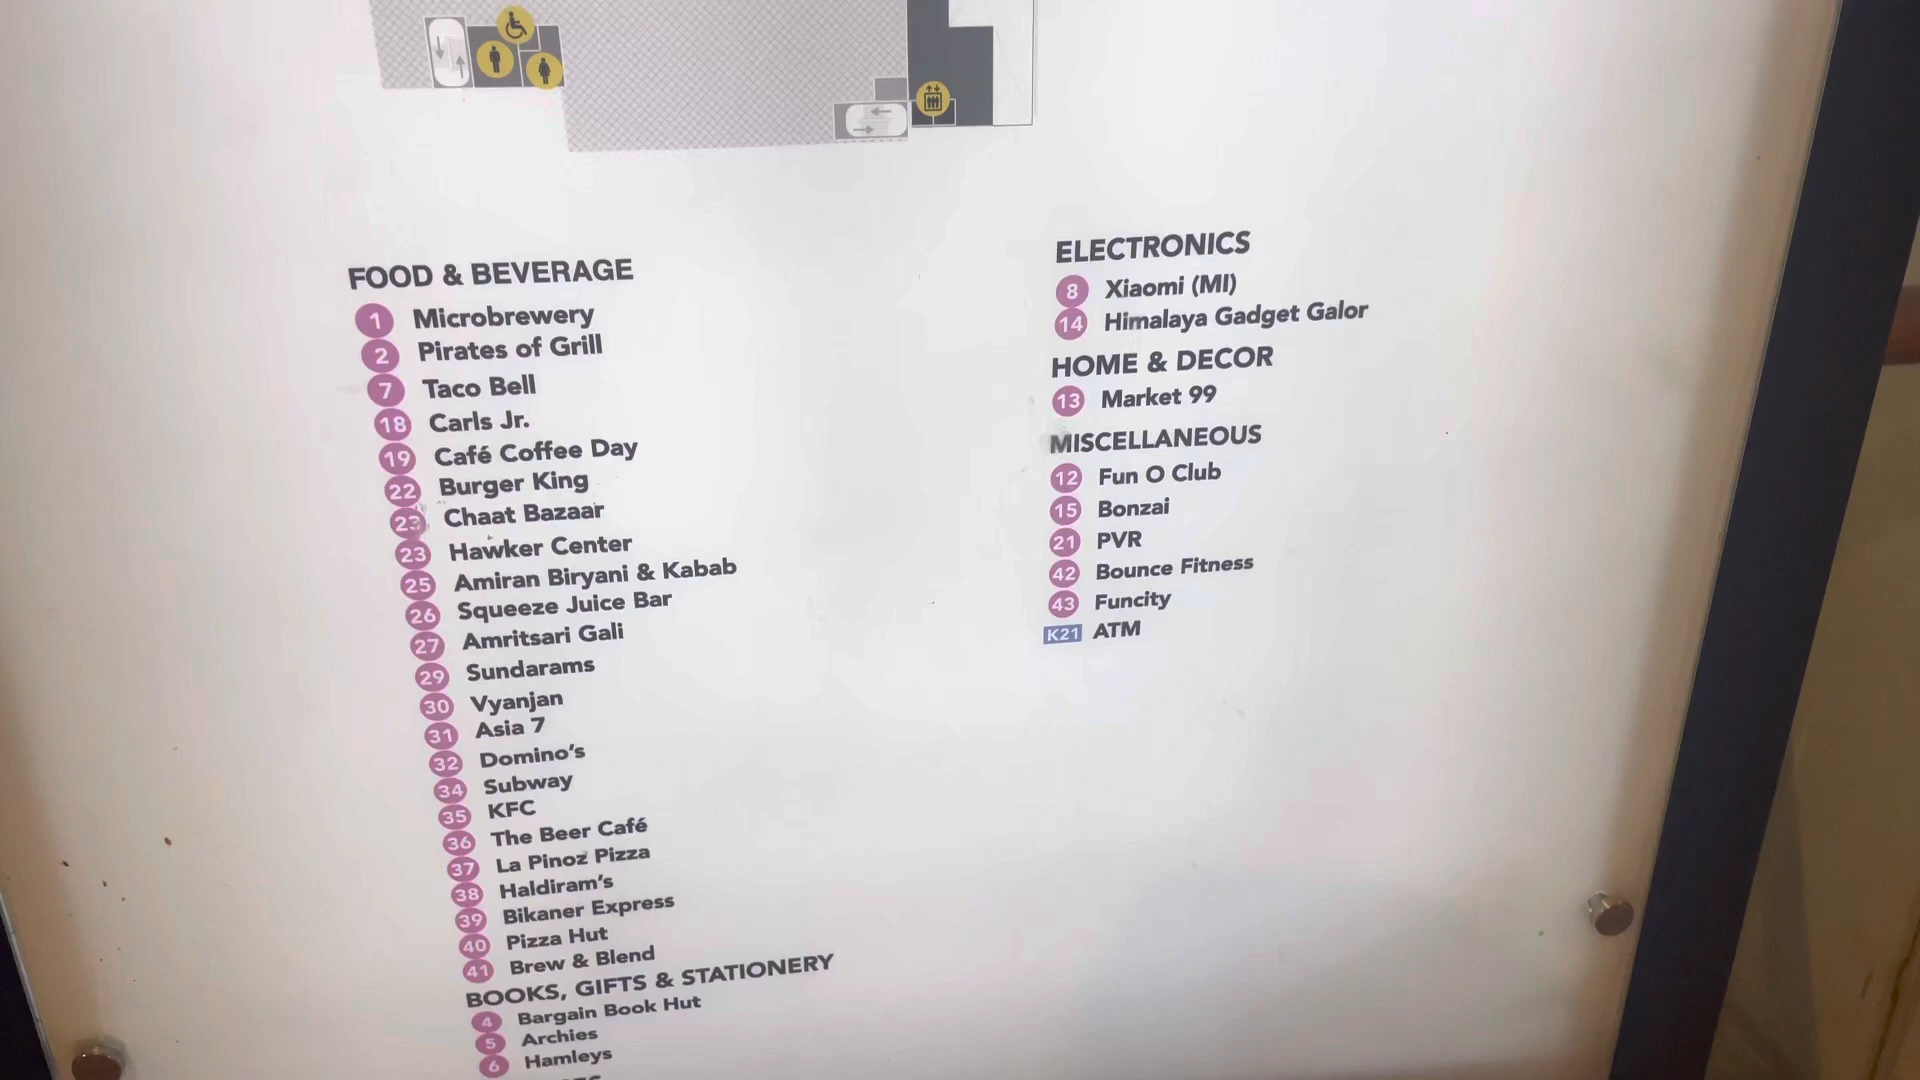 FOOD & BEVERAGE
1 Microbrewery
2 Pirates of Grill
7 Taco Bell
18 Carls Jr.
19 Café Coffee Day
22 Burger King
23 Chaat Bazaar
23 Hawker Center
25 Amiran Biryani & Kabab
26 Squeeze Juice Bar
27 Amritsari Gali
29 Sundarams
30 Vyanjan
31 Asia 7
32 Domino's
34 Subway
35 KFC
36 The Beer Café
37 La Pinoz Pizza
38 Haldiram's
39 Bikaner Express
40 Pizza Hut
41 Brew & Blend
BOOKS, GIFTS & STATIONERY
4 Bargain Book Hut
5 Archies
6 Hamleys
ELECTRONICS
8 Xiaomi (MI)
14 Himalaya Gadget Galor
HOME & DECOR
13 Market 99
MISCELLANEOUS
12 Fun O Club
15 Bonzai
21 PVR
42 Bounce Fitness
43 Funcity
K21 ATM